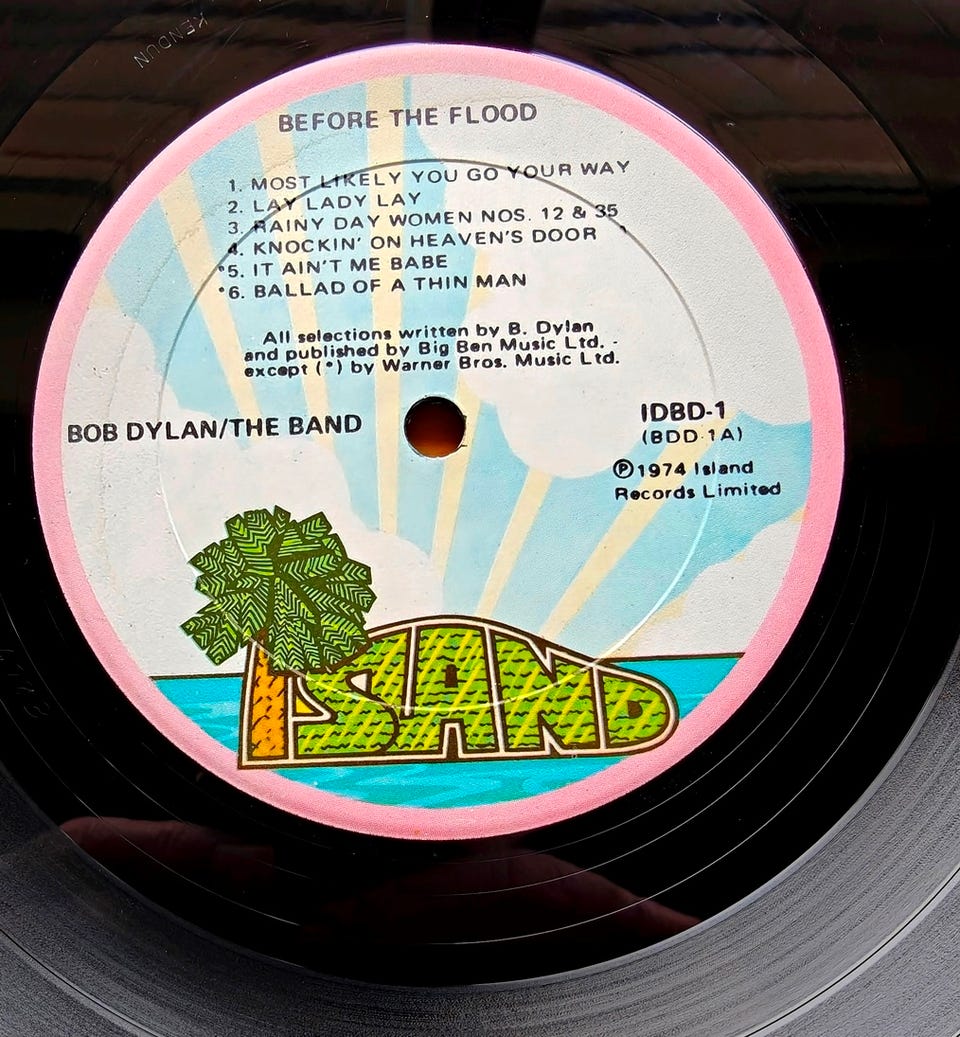 KENDUN
BEFORE THE FLOOD
1. MOST LIKELY YOU GO YOUR WAY
2. LAY LADY LAY
3. RAINY DAY WOMEN NOS. 12 & 35
4. KNOCKIN' ON HEAVEN'S DOOR
*5. IT AIN'T ME BABE
*6. BALLAD OF A THIN MAN
All selections written by B. Dylan
and published by Big Ben Music Ltd. -
except (*) by Warner Bros. Music Ltd.
BOB DYLAN/THE BAND
IDBD-1
(BDD 1A)
℗1974 Island
Records Limited
ISLAND